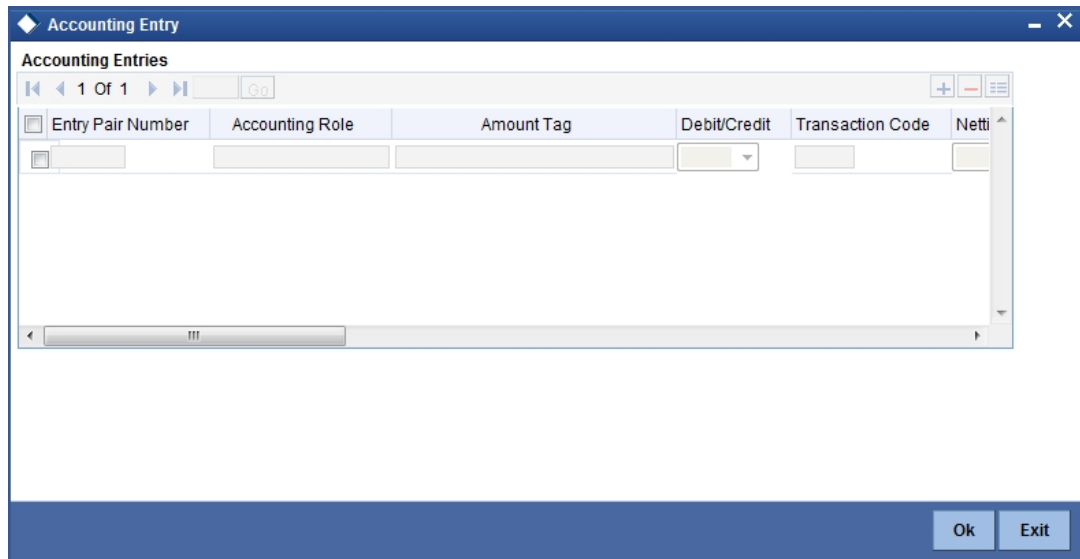 Accounting Entry
Accounting Entries
1 Of 1 Go
Entry Pair Number Accounting Role Amount Tag Debit/Credit Transaction Code Netti
Ok Exit